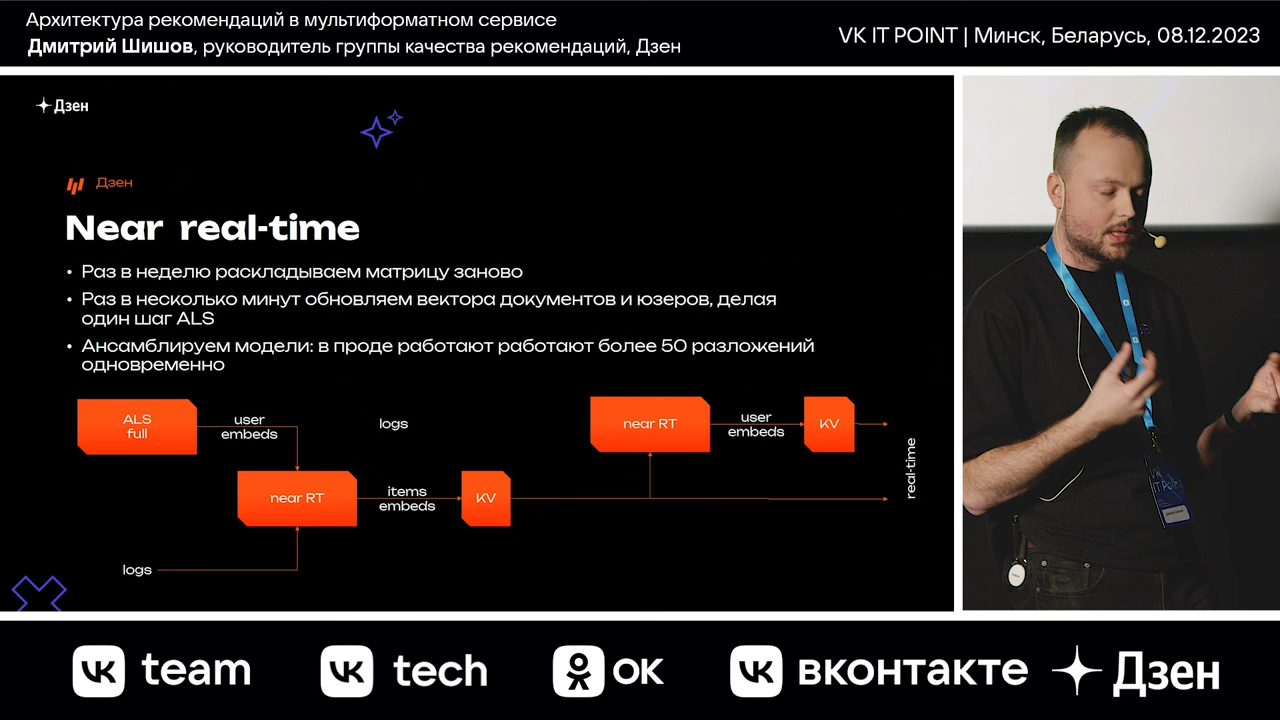 Архитектура рекомендаций в мультиформатном сервисе
Дмитрий Шишов, руководитель группы качества рекомендаций, Дзен
VK IT POINT | Минск, Беларусь, 08.12.2023
Дзен
Дзен
Near real-time
• Раз в неделю раскладываем матрицу заново
• Раз в несколько минут обновляем вектора документов и юзеров, делая
один шаг ALS
• Ансамблируем модели: в проде работают работают более 50 разложений
одновременно
ALS
full
user
embeds
logs
near RT
user
embeds
KV
real-time
near RT
items
embeds
KV
logs
team
tech
ОК
ВКОНТАКТЕ
Дзен